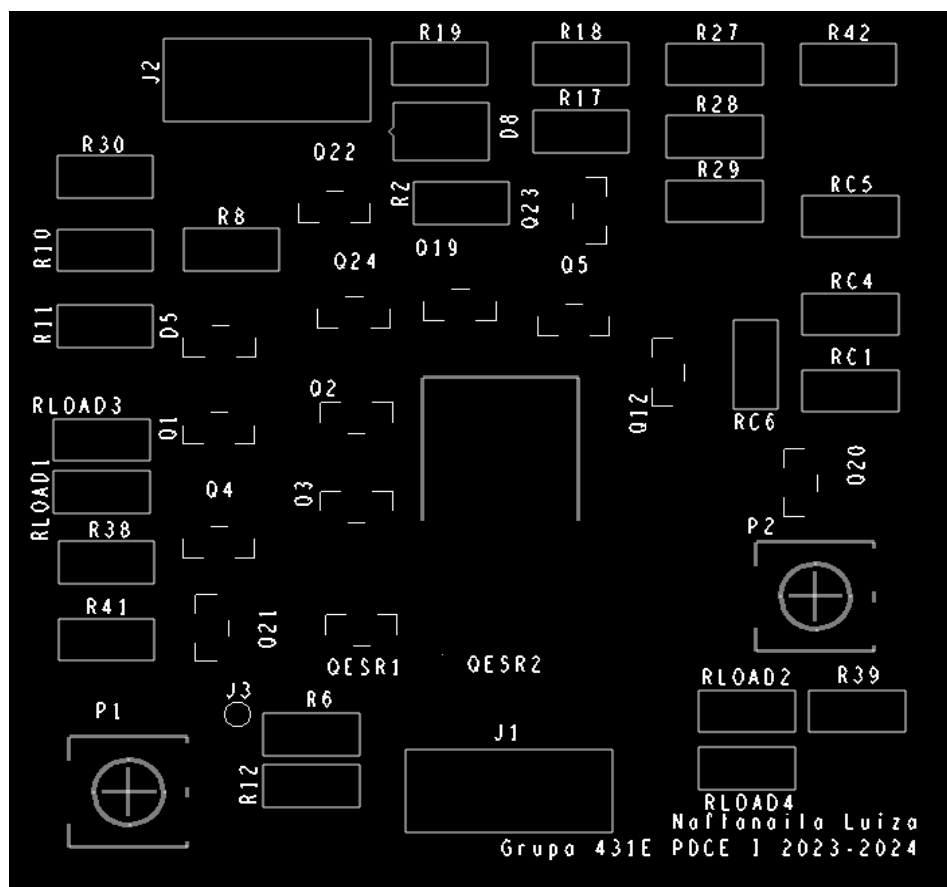 R19
R18
R27
R42
J2
R17
R28
D8
R30
Q22
R29
R2
Q23
RC5
R8
R10
Q19
Q24
Q5
RC4
R11
D5
RC1
Q2
RLOAD3
Q1
Q12
RC6
RLOAD1
Q4
Q3
Q20
R38
P2
R41
Q21
QESR1
QESR2
RLOAD2
R39
J3
R6
P1
J1
R12
RLOAD4
Naftanaila Luiza
Grupa 431E PDCE I 2023-2024